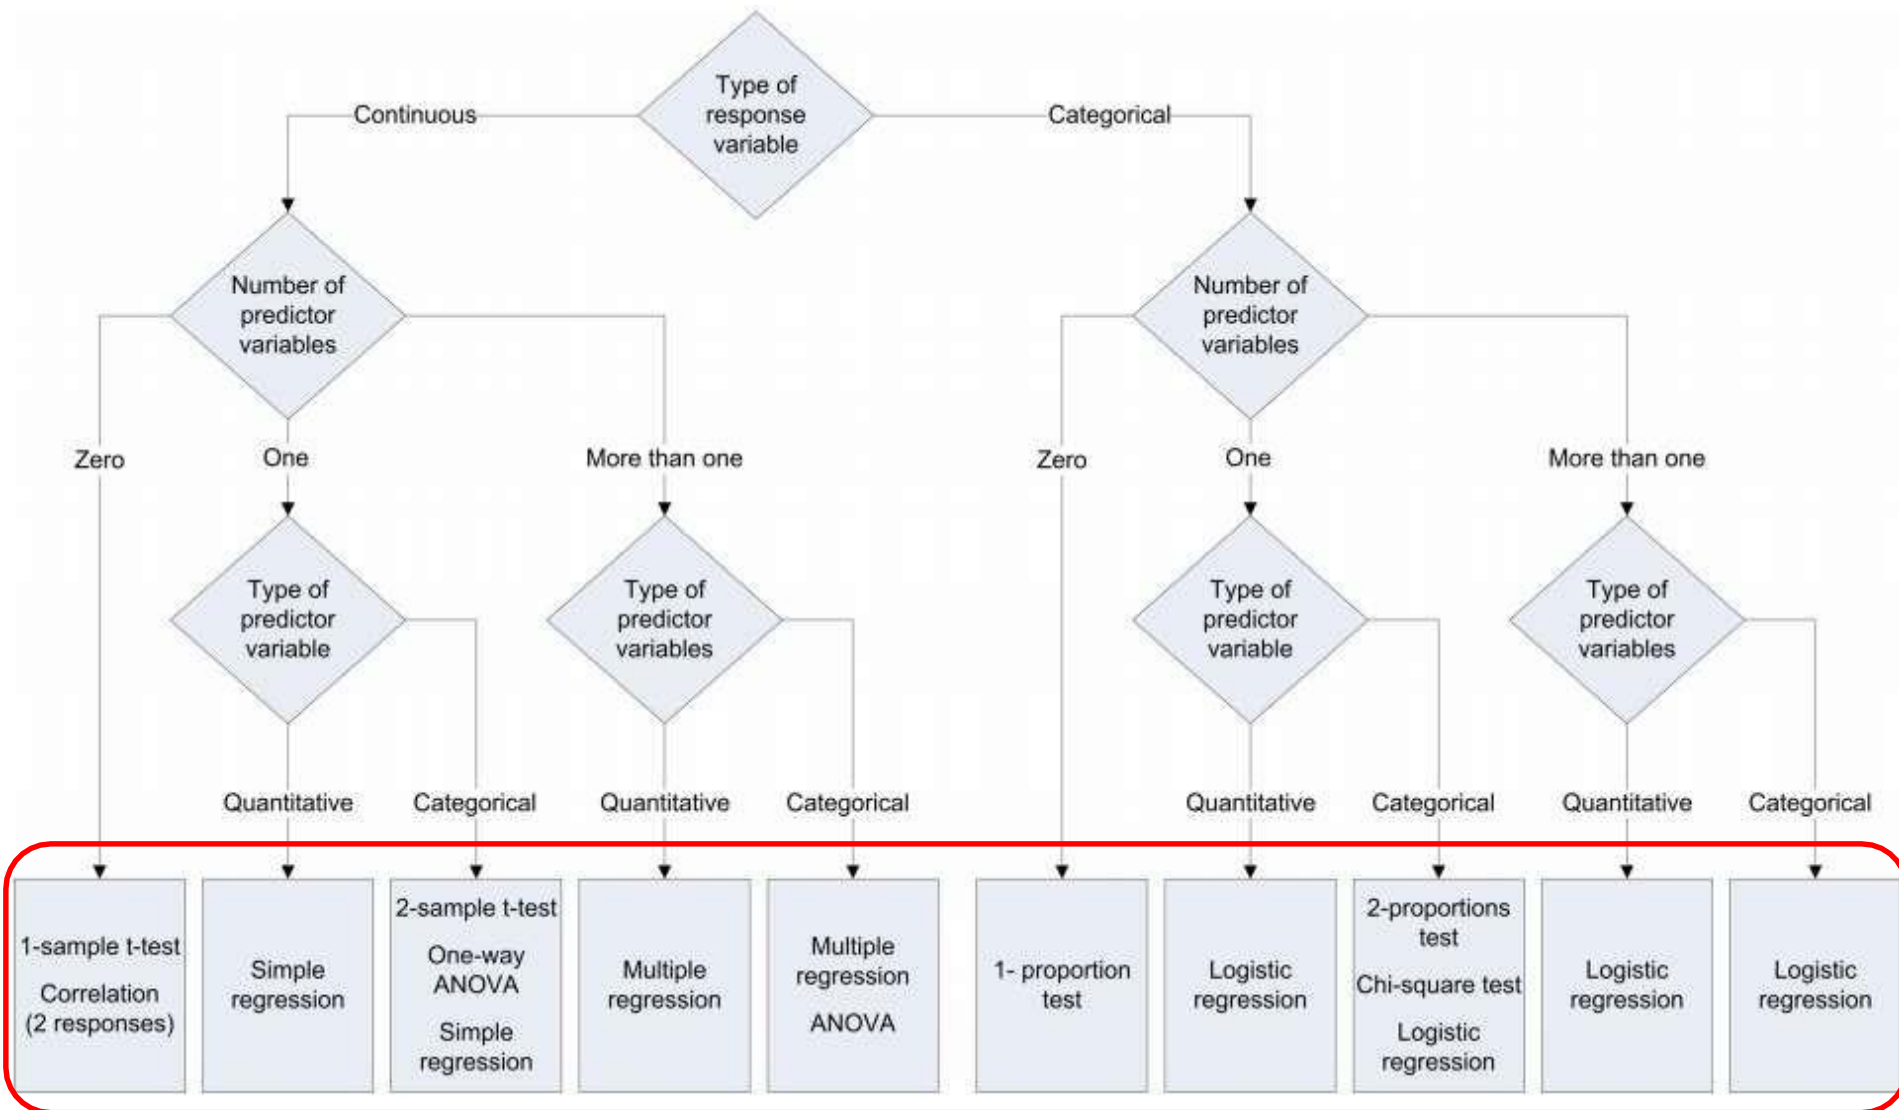 Type of
response
variable
Continuous
Categorical
Number of
predictor
variables
Number of
predictor
variables
Zero
One
More than one
Zero
One
More than one
Type of
predictor
variable
Type of
predictor
variables
Type of
predictor
variable
Type of
predictor
variables
Quantitative
Categorical
Quantitative
Categorical
Quantitative
Categorical
Quantitative
Categorical
1-sample t-test
Correlation
(2 responses)
Simple
regression
2-sample t-test
One-way
ANOVA
Simple
regression
Multiple
regression
Multiple
regression
ANOVA
1- proportion
test
Logistic
regression
2-proportions
test
Chi-square test
Logistic
regression
Logistic
regression
Logistic
regression